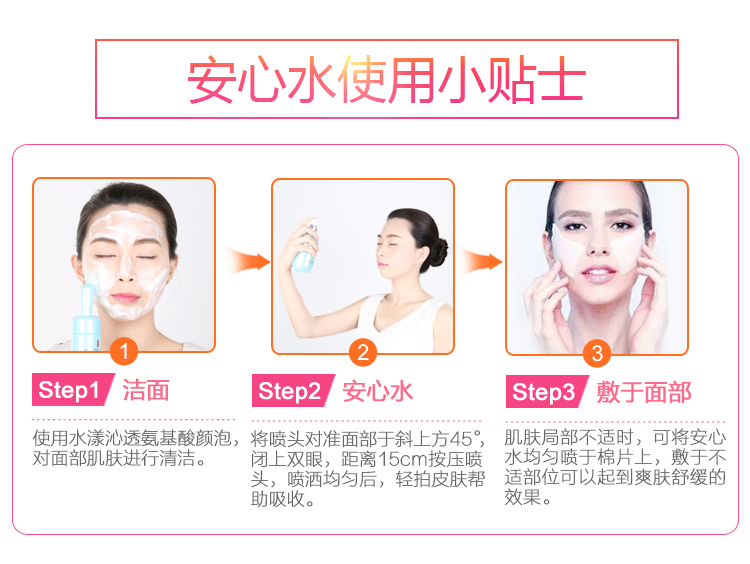 安心水使用小贴士
1
2
3
Step1 洁面
使用水漾沁透氨基酸颜泡，
对面部肌肤进行清洁。
Step2 安心水
将喷头对准面部于斜上方45°，
闭上双眼，距离15cm按压喷
头，喷洒均匀后，轻拍皮肤帮
助吸收。
Step3 敷于面部
肌肤局部不适时，可将安心
水均匀喷于棉片上，敷于不
适部位可以起到爽肤舒缓的
效果。